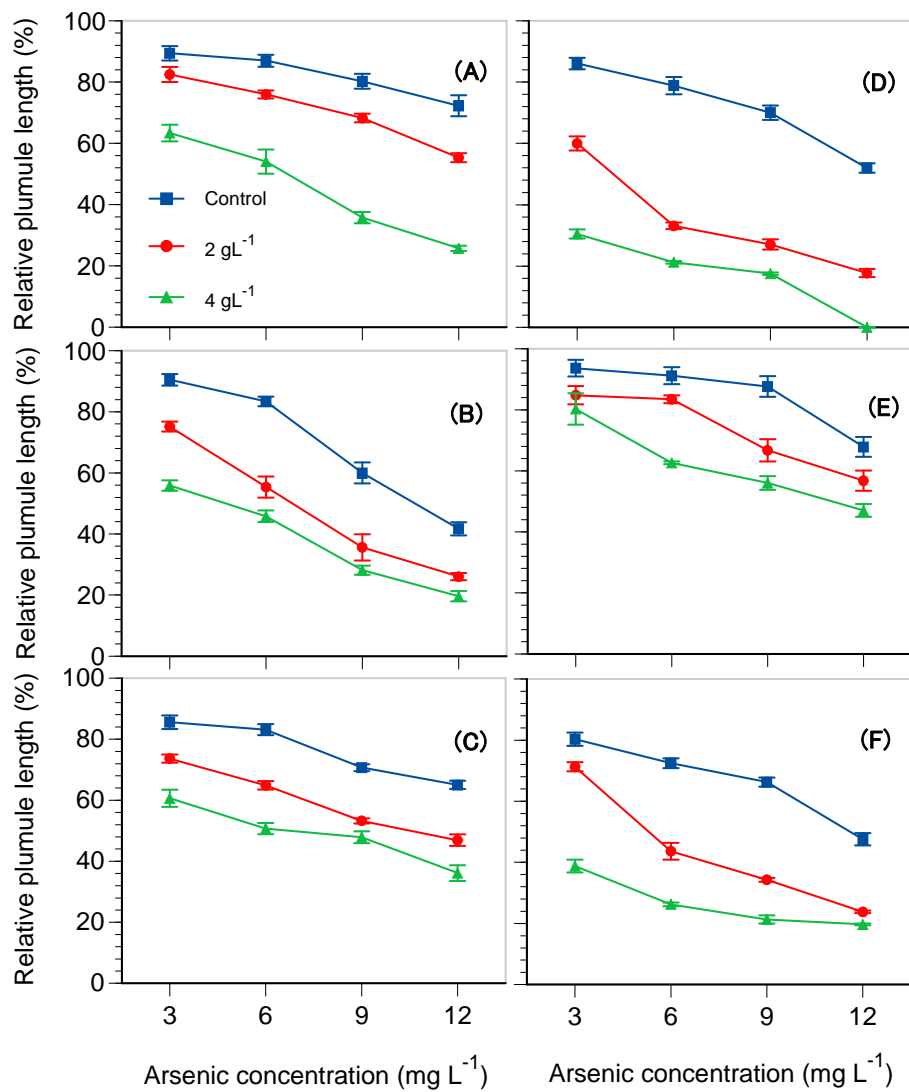 Relative plumule length (%)
100
80
60
40
20
0
(A)
Control
2 gL⁻¹
4 gL⁻¹
(D)
Relative plumule length (%)
100
80
60
40
20
0
(B)
(E)
Relative plumule length (%)
100
80
60
40
20
0
(C)
(F)
3 6 9 12
3 6 9 12
Arsenic concentration (mg L⁻¹)
Arsenic concentration (mg L⁻¹)